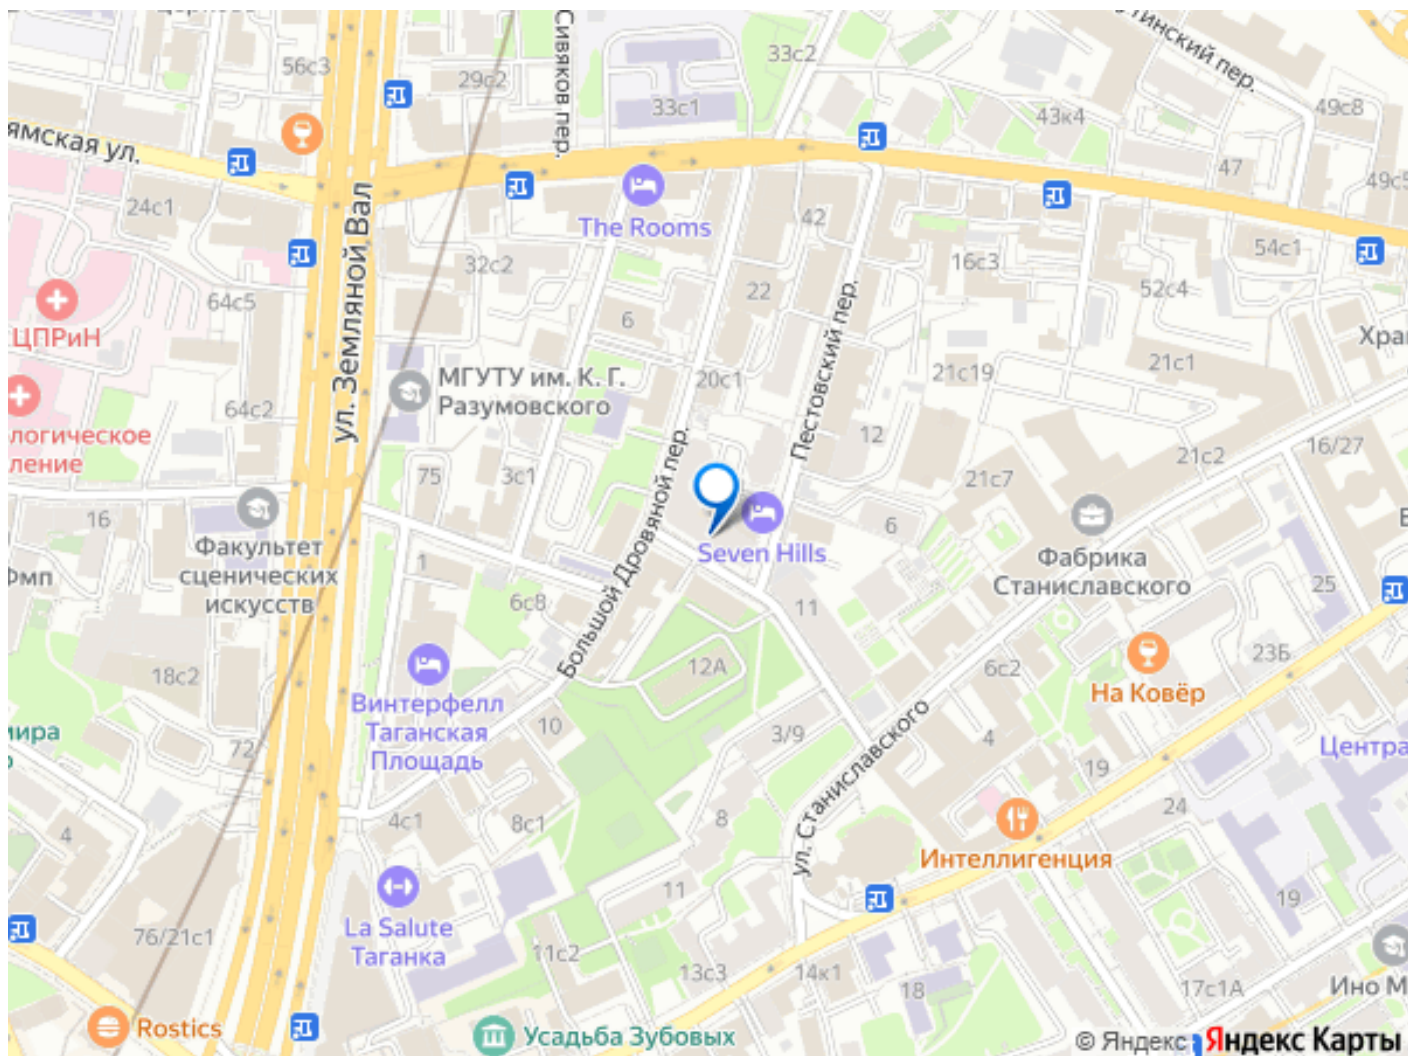 Сивяков пер.
33с2
тинский пер.
56с3
29с2
33с1
43к4
49с8
ямская ул.
47
49с5
24с1
The Rooms
42
ул. Земляной Вал
54с1
32с2
16с3
52с4
64с5
22
6
ЦПРиН
Хра
21с1
МГУТУ им. К. Г.
Разумовского
20с1
21с19
Пестовский пер.
64с2
логическое
ление
12
16/27
21с2
75
3с1
21с7
Большой Дровяной пер.
16
6
Факультет
сценических
искусств
Seven Hills
Фабрика
Станиславского
Фмп
1
25
6с8
11
12А
6с2
23Б
18с2
На Ковёр
Винтерфелл
Таганская
Площадь
мира
72
10
3/9
4
Центра
19
ул. Станиславского
4
4с1
8с1
8
24
Интеллигенция
11
19
La Salute
Таганка
76/21с1
11с2
13с3
14к1
18
17с1А
Ино М
Rostics
Усадьба Зубовых
© Яндекс
Яндекс Карты